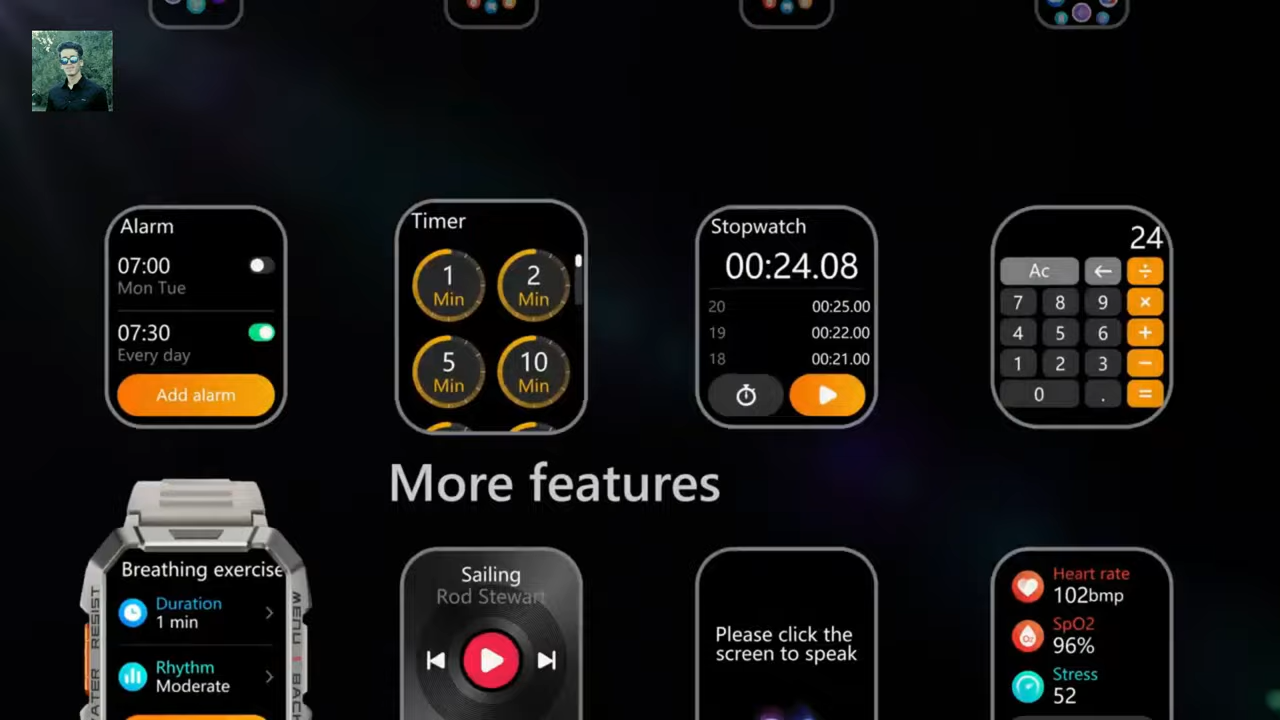 Alarm
07:00
Mon Tue
07:30
Every day
Add alarm
Timer
1
Min
2
Min
5
Min
10
Min
Stopwatch
00:24.08
20 00:25.00
19 00:22.00
18 00:21.00
24
Ac ← ÷
7 8 9 ×
4 5 6 +
1 2 3 −
0 . =
More features
WATER RESIST
Breathing exercise
Duration
1 min
Rhythm
Moderate
MENU
BACK
Sailing
Rod Stewart
Please click the
screen to speak
Heart rate
102bmp
SpO2
96%
Stress
52